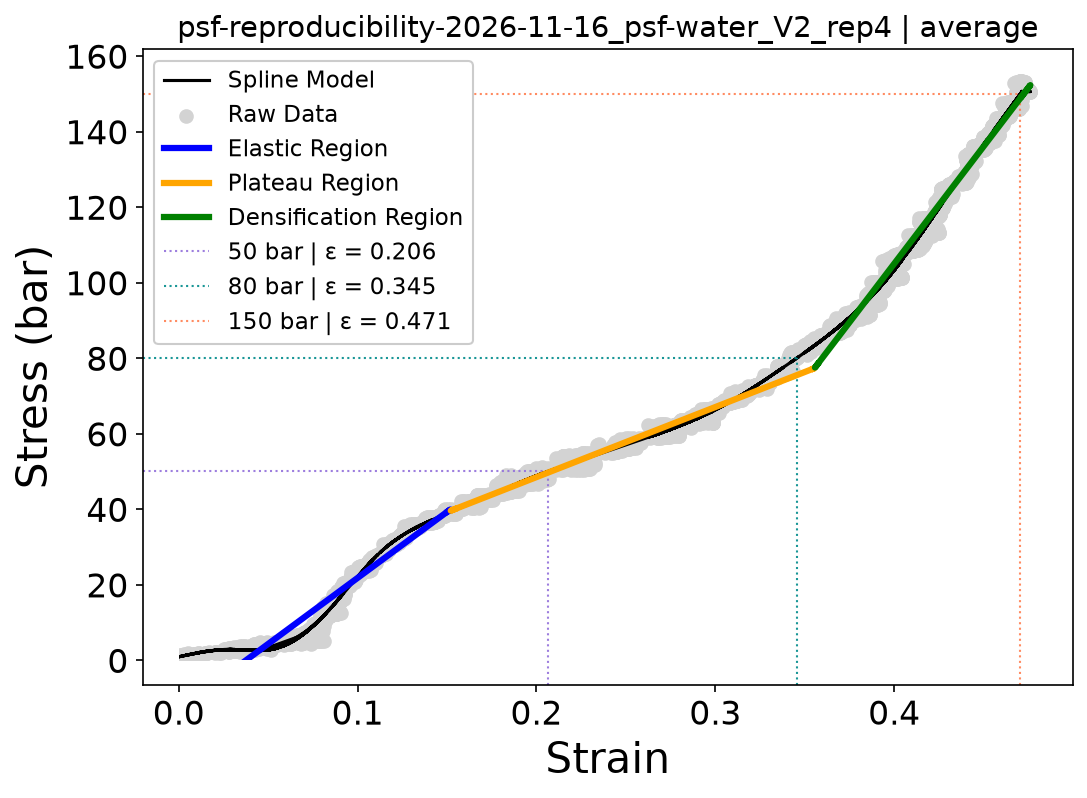 psf-reproducibility-2026-11-16_psf-water_V2_rep4 | average
160
140
120
100
80
60
40
20
0
Stress (bar)
Spline Model
Raw Data
Elastic Region
Plateau Region
Densification Region
50 bar | ε = 0.206
80 bar | ε = 0.345
150 bar | ε = 0.471
0.0 0.1 0.2 0.3 0.4
Strain